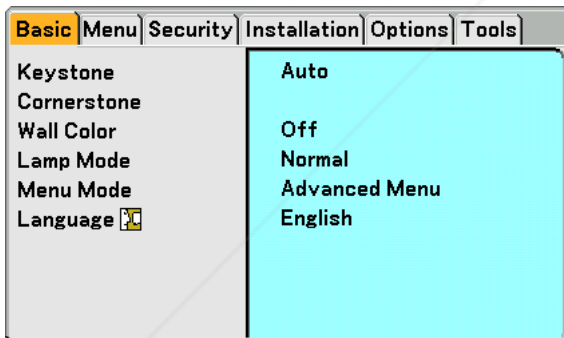 Basic Menu Security Installation Options Tools
Keystone Auto
Cornerstone
Wall Color Off
Lamp Mode Normal
Menu Mode Advanced Menu
Language English